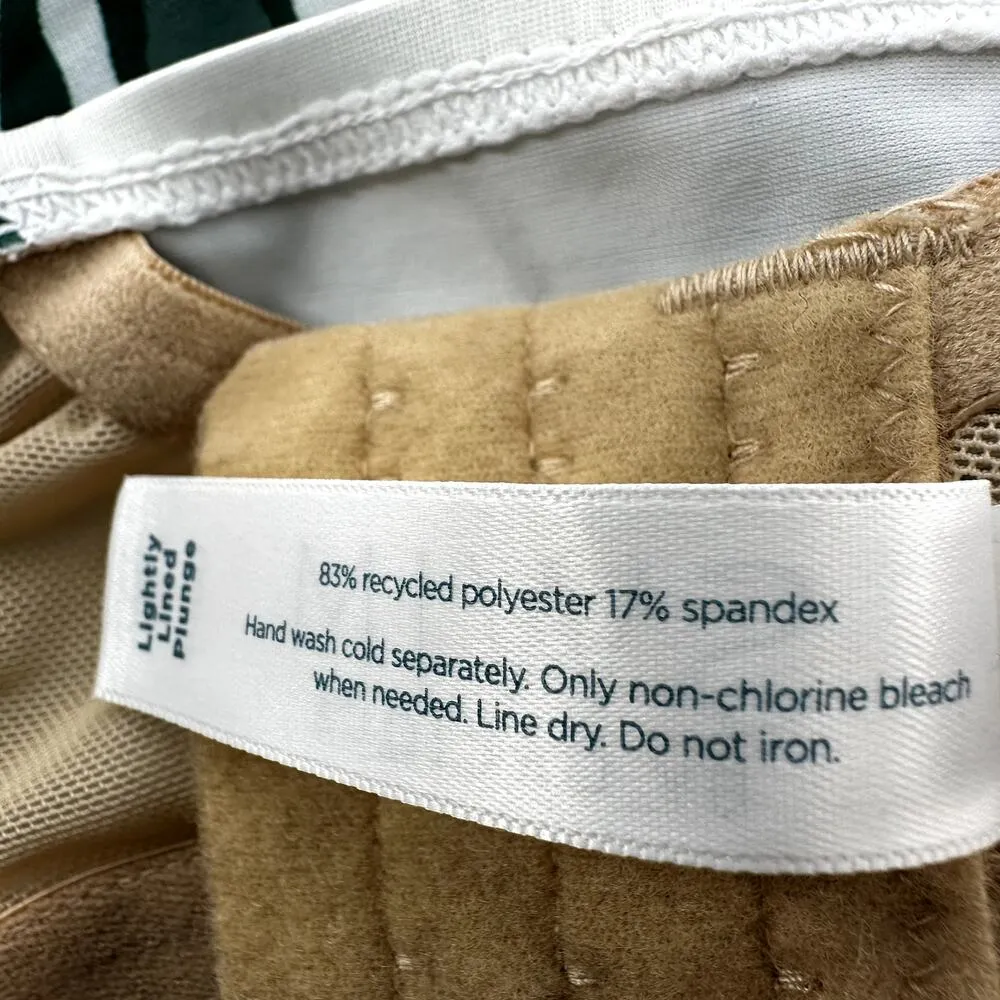 Lightly
Lined
Plunge
83% recycled polyester 17% spandex
Hand wash cold separately. Only non-chlorine bleach
when needed. Line dry. Do not iron.